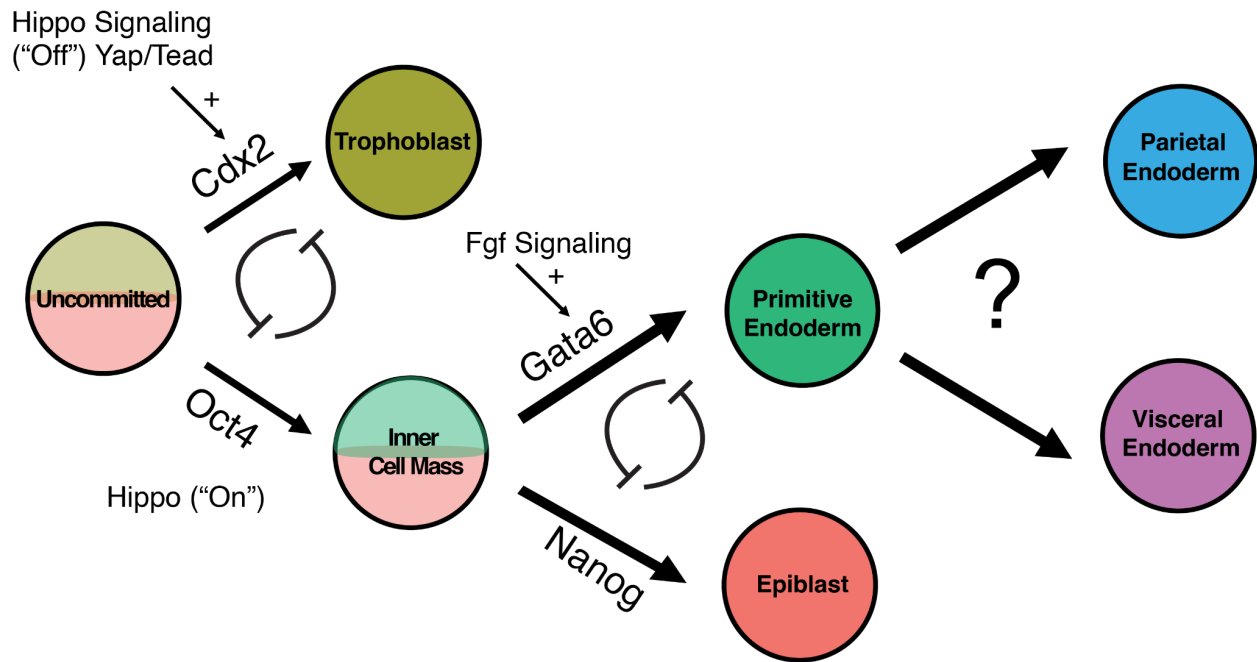 Hippo Signaling
(“Off”) Yap/Tead
+
Cdx2
Trophoblast
Uncommitted
Oct4
Hippo (“On”)
Inner
Cell Mass
Fgf Signaling
+
Gata6
Nanog
Primitive
Endoderm
Epiblast
?
Parietal
Endoderm
Visceral
Endoderm